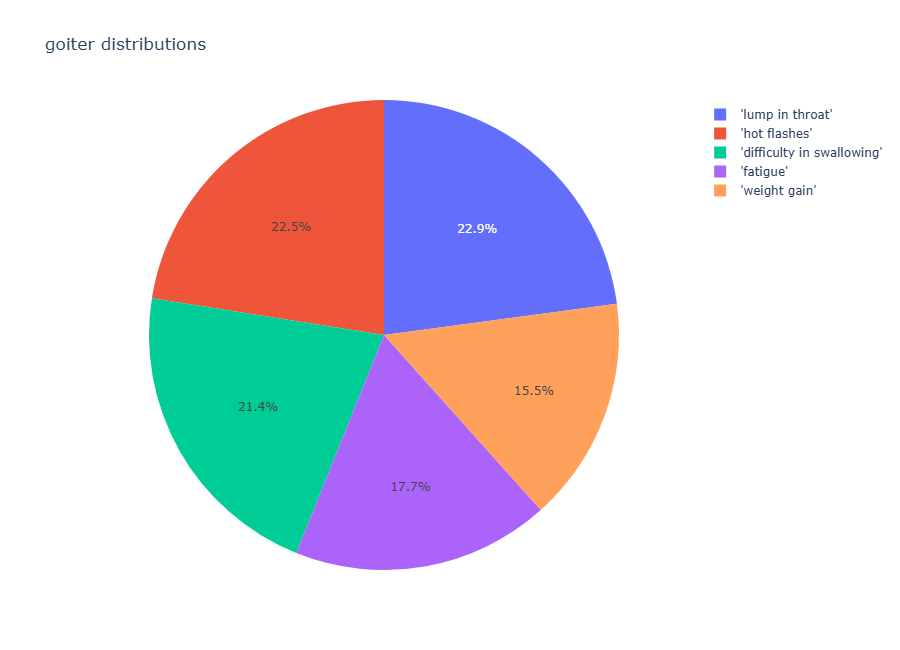 goiter distributions
'lump in throat'
'hot flashes'
'difficulty in swallowing'
'fatigue'
'weight gain'
22.5%
22.9%
15.5%
21.4%
17.7%